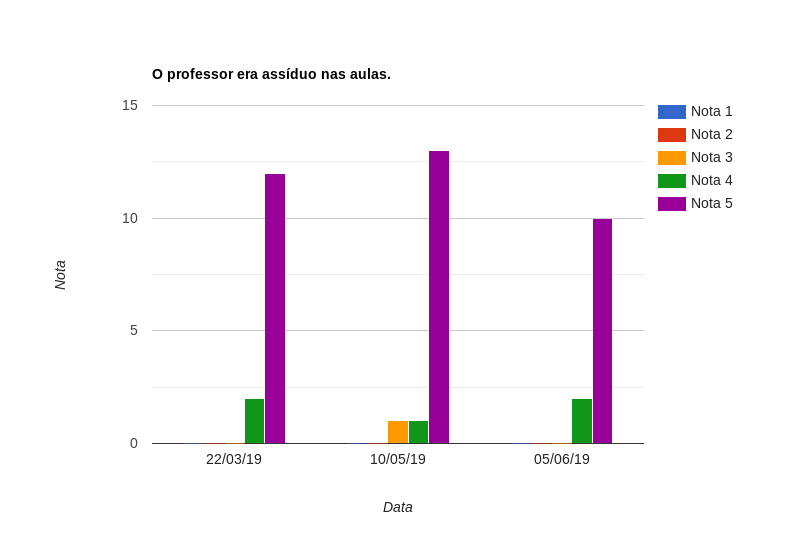 O professor era assíduo nas aulas.
15
10
5
0
Nota
22/03/19
10/05/19
05/06/19
Data
Nota 1
Nota 2
Nota 3
Nota 4
Nota 5